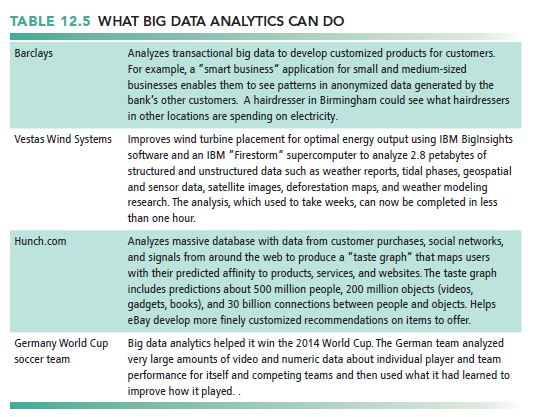 TABLE 12.5 WHAT BIG DATA ANALYTICS CAN DO
Barclays
Analyzes transactional big data to develop customized products for customers.
For example, a "smart business" application for small and medium-sized
businesses enables them to see patterns in anonymized data generated by the
bank's other customers. A hairdresser in Birmingham could see what hairdressers
in other locations are spending on electricity.
Vestas Wind Systems
Improves wind turbine placement for optimal energy output using IBM BigInsights
software and an IBM "Firestorm" supercomputer to analyze 2.8 petabytes of
structured and unstructured data such as weather reports, tidal phases, geospatial
and sensor data, satellite images, deforestation maps, and weather modeling
research. The analysis, which used to take weeks, can now be completed in less
than one hour.
Hunch.com
Analyzes massive database with data from customer purchases, social networks,
and signals from around the web to produce a "taste graph" that maps users
with their predicted affinity to products, services, and websites. The taste graph
includes predictions about 500 million people, 200 million objects (videos,
gadgets, books), and 30 billion connections between people and objects. Helps
eBay develop more finely customized recommendations on items to offer.
Germany World Cup
soccer team
Big data analytics helped it win the 2014 World Cup. The German team analyzed
very large amounts of video and numeric data about individual player and team
performance for itself and competing teams and then used what it had learned to
improve how it played. .